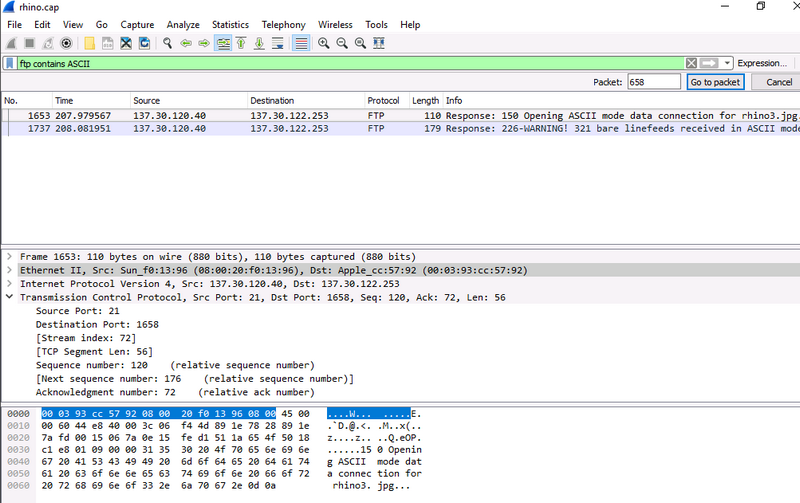 rhino.cap
File Edit View Go Capture Analyze Statistics Telephony Wireless Tools Help
ftp contains ASCII
Expression...
Packet: 658 Go to packet Cancel
No. Time Source Destination Protocol Length Info
1653 207.979567 137.30.120.40 137.30.122.253 FTP 110 Response: 150 Opening ASCII mode data connection for rhino3.jpg.
1737 208.081951 137.30.120.40 137.30.122.253 FTP 179 Response: 226-WARNING! 321 bare linefeeds received in ASCII mode
Frame 1653: 110 bytes on wire (880 bits), 110 bytes captured (880 bits)
Ethernet II, Src: Sun_f0:13:96 (08:00:20:f0:13:96), Dst: Apple_cc:57:92 (00:03:93:cc:57:92)
Internet Protocol Version 4, Src: 137.30.120.40, Dst: 137.30.122.253
Transmission Control Protocol, Src Port: 21, Dst Port: 1658, Seq: 120, Ack: 72, Len: 56
Source Port: 21
Destination Port: 1658
[Stream index: 72]
[TCP Segment Len: 56]
Sequence number: 120 (relative sequence number)
[Next sequence number: 176 (relative sequence number)]
Acknowledgment number: 72 (relative ack number)
0000 00 03 93 cc 57 92 08 00 20 f0 13 96 08 00 45 00 ....W... .....E.
0010 00 60 44 e8 40 00 3c 06 f4 4d 89 1e 78 28 89 1e .`D.@.<. .M..x(..
0020 7a fd 00 15 06 7a 0e 15 fe d1 51 1a 65 4f 50 18 z....z.. ..Q.eOP.
0030 c1 e8 01 09 00 00 31 35 30 20 4f 70 65 6e 69 6e ......15 0 Openin
0040 67 20 41 53 43 49 49 20 6d 6f 64 65 20 64 61 74 g ASCII mode dat
0050 61 20 63 6f 6e 6e 65 63 74 69 6f 6e 20 66 6f 72 a connec tion for
0060 20 72 68 69 6e 6f 33 2e 6a 70 67 2e 0d 0a rhino3. jpg...